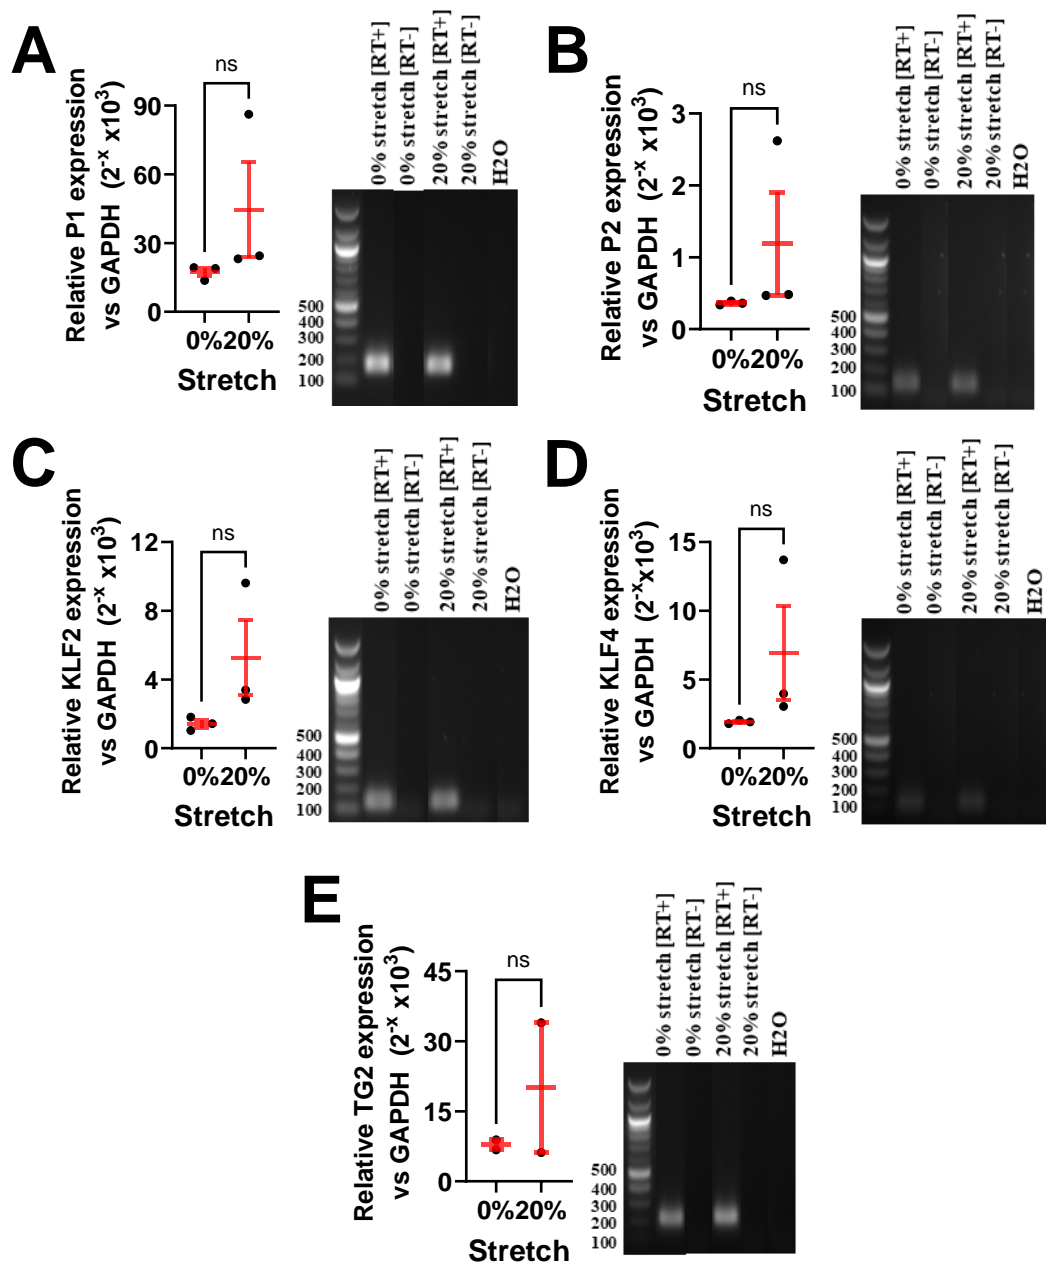 A
Relative P1 expression
vs GAPDH (2^-x x10^3)
90
60
30
0
ns
0% 20%
Stretch
0% stretch [RT+]
0% stretch [RT-]
20% stretch [RT+]
20% stretch [RT-]
H2O
500
400
300
200
100
B
Relative P2 expression
vs GAPDH (2^-x x10^3)
3
2
1
0
ns
0% 20%
Stretch
0% stretch [RT+]
0% stretch [RT-]
20% stretch [RT+]
20% stretch [RT-]
H2O
500
400
300
200
100
C
Relative KLF2 expression
vs GAPDH (2^-x x10^3)
12
8
4
0
ns
0% 20%
Stretch
0% stretch [RT+]
0% stretch [RT-]
20% stretch [RT+]
20% stretch [RT-]
H2O
500
400
300
200
100
D
Relative KLF4 expression
vs GAPDH (2^-x x10^3)
15
10
5
0
ns
0% 20%
Stretch
0% stretch [RT+]
0% stretch [RT-]
20% stretch [RT+]
20% stretch [RT-]
H2O
500
400
300
200
100
E
Relative TG2 expression
vs GAPDH (2^-x x10^3)
45
30
15
0
ns
0% 20%
Stretch
0% stretch [RT+]
0% stretch [RT-]
20% stretch [RT+]
20% stretch [RT-]
H2O
500
400
300
200
100